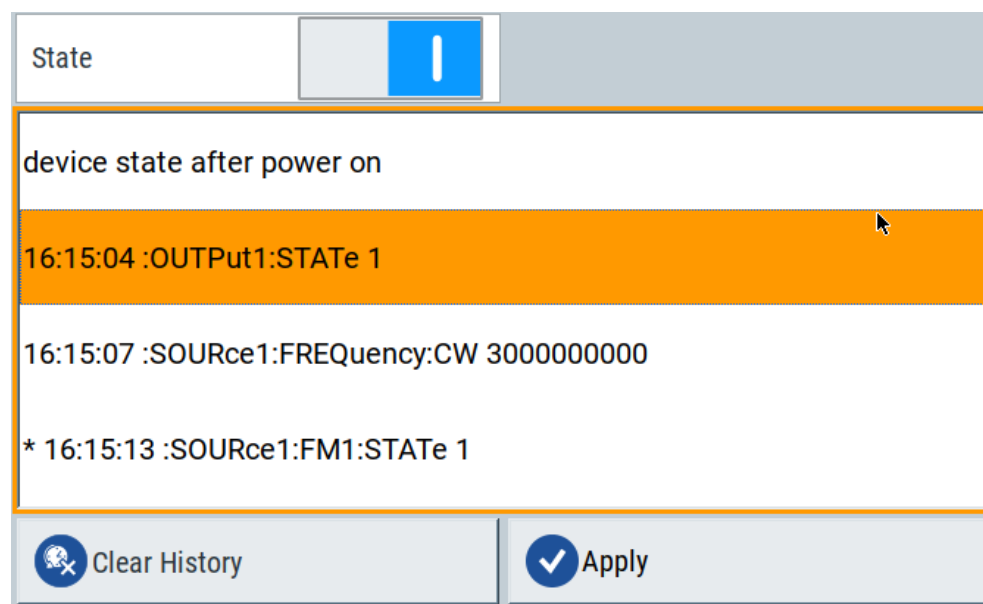 State
device state after power on
16:15:04 :OUTPut1:STATe 1
16:15:07 :SOURce1:FREQuency:CW 3000000000
* 16:15:13 :SOURce1:FM1:STATe 1
Clear History
Apply